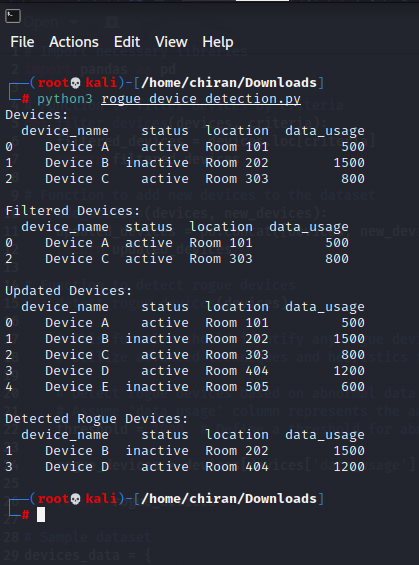 File Actions Edit View Help
┌──(root💀kali)-[/home/chiran/Downloads]
└─# python3 rogue_device_detection.py
Devices:
  device_name    status  location  data_usage
0    Device A    active  Room 101         500
1    Device B  inactive  Room 202        1500
2    Device C    active  Room 303         800
Filtered Devices:
  device_name  status  location  data_usage
0    Device A  active  Room 101         500
2    Device C  active  Room 303         800
Updated Devices:
  device_name    status  location  data_usage
0    Device A    active  Room 101         500
1    Device B  inactive  Room 202        1500
2    Device C    active  Room 303         800
3    Device D    active  Room 404        1200
4    Device E  inactive  Room 505         600
Detected Rogue Devices:
  device_name    status  location  data_usage
1    Device B  inactive  Room 202        1500
3    Device D    active  Room 404        1200
┌──(root💀kali)-[/home/chiran/Downloads]
└─#
# Sample dataset
devices_data = [